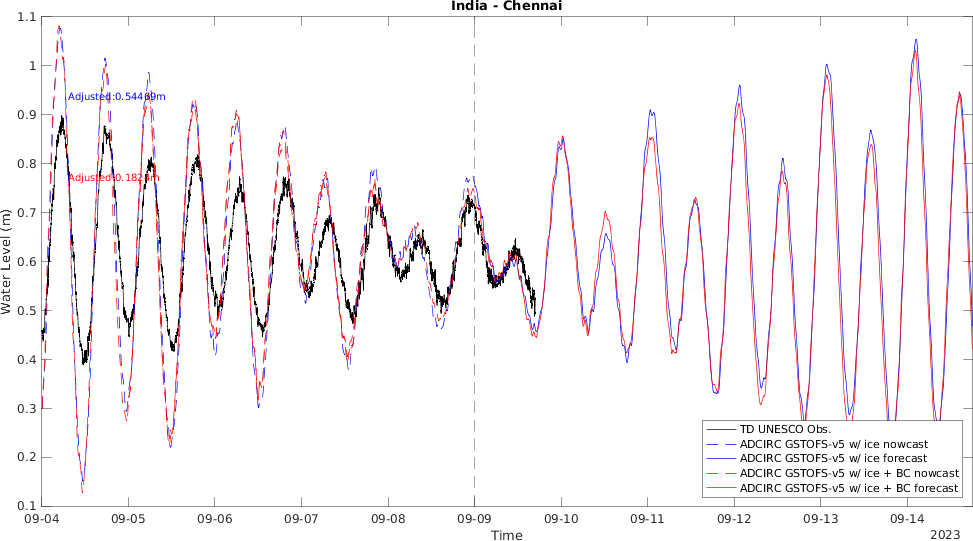 India - Chennai
1.1
1
0.9
0.8
0.7
0.6
0.5
0.4
0.3
0.2
0.1
Water Level (m)
Adjusted:0.54469m
Adjusted:0.1824m
TD UNESCO Obs.
ADCIRC GSTOFS-v5 w/ ice nowcast
ADCIRC GSTOFS-v5 w/ ice forecast
ADCIRC GSTOFS-v5 w/ ice + BC nowcast
ADCIRC GSTOFS-v5 w/ ice + BC forecast
09-04 09-05 09-06 09-07 09-08 09-09 09-10 09-11 09-12 09-13 09-14
Time
2023